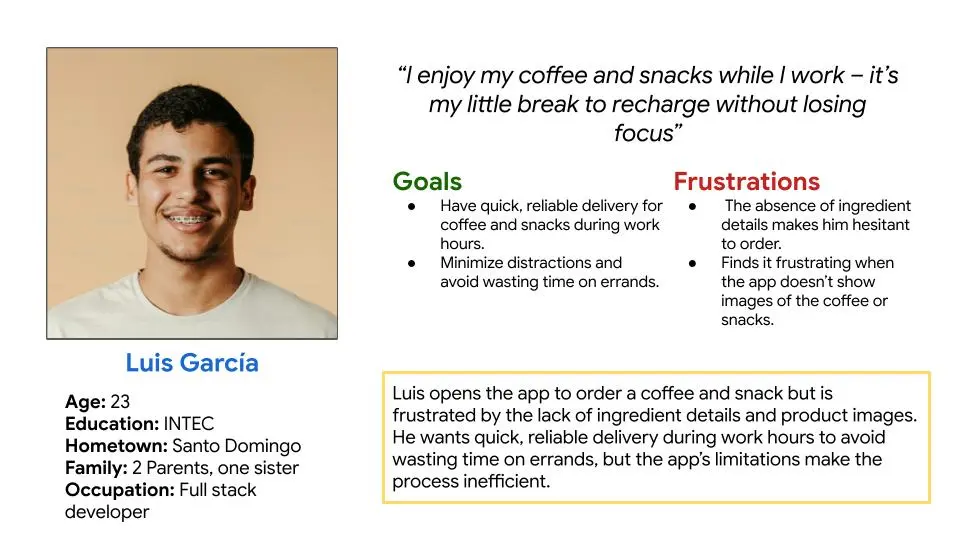 “I enjoy my coffee and snacks while I work – it’s
my little break to recharge without losing
focus”
Goals
● Have quick, reliable delivery for
coffee and snacks during work
hours.
● Minimize distractions and
avoid wasting time on errands.
Frustrations
● The absence of ingredient
details makes him hesitant
to order.
● Finds it frustrating when
the app doesn’t show
images of the coffee or
snacks.
Luis García
Age: 23
Education: INTEC
Hometown: Santo Domingo
Family: 2 Parents, one sister
Occupation: Full stack
developer
Luis opens the app to order a coffee and snack but is
frustrated by the lack of ingredient details and product images.
He wants quick, reliable delivery during work hours to avoid
wasting time on errands, but the app’s limitations make the
process inefficient.